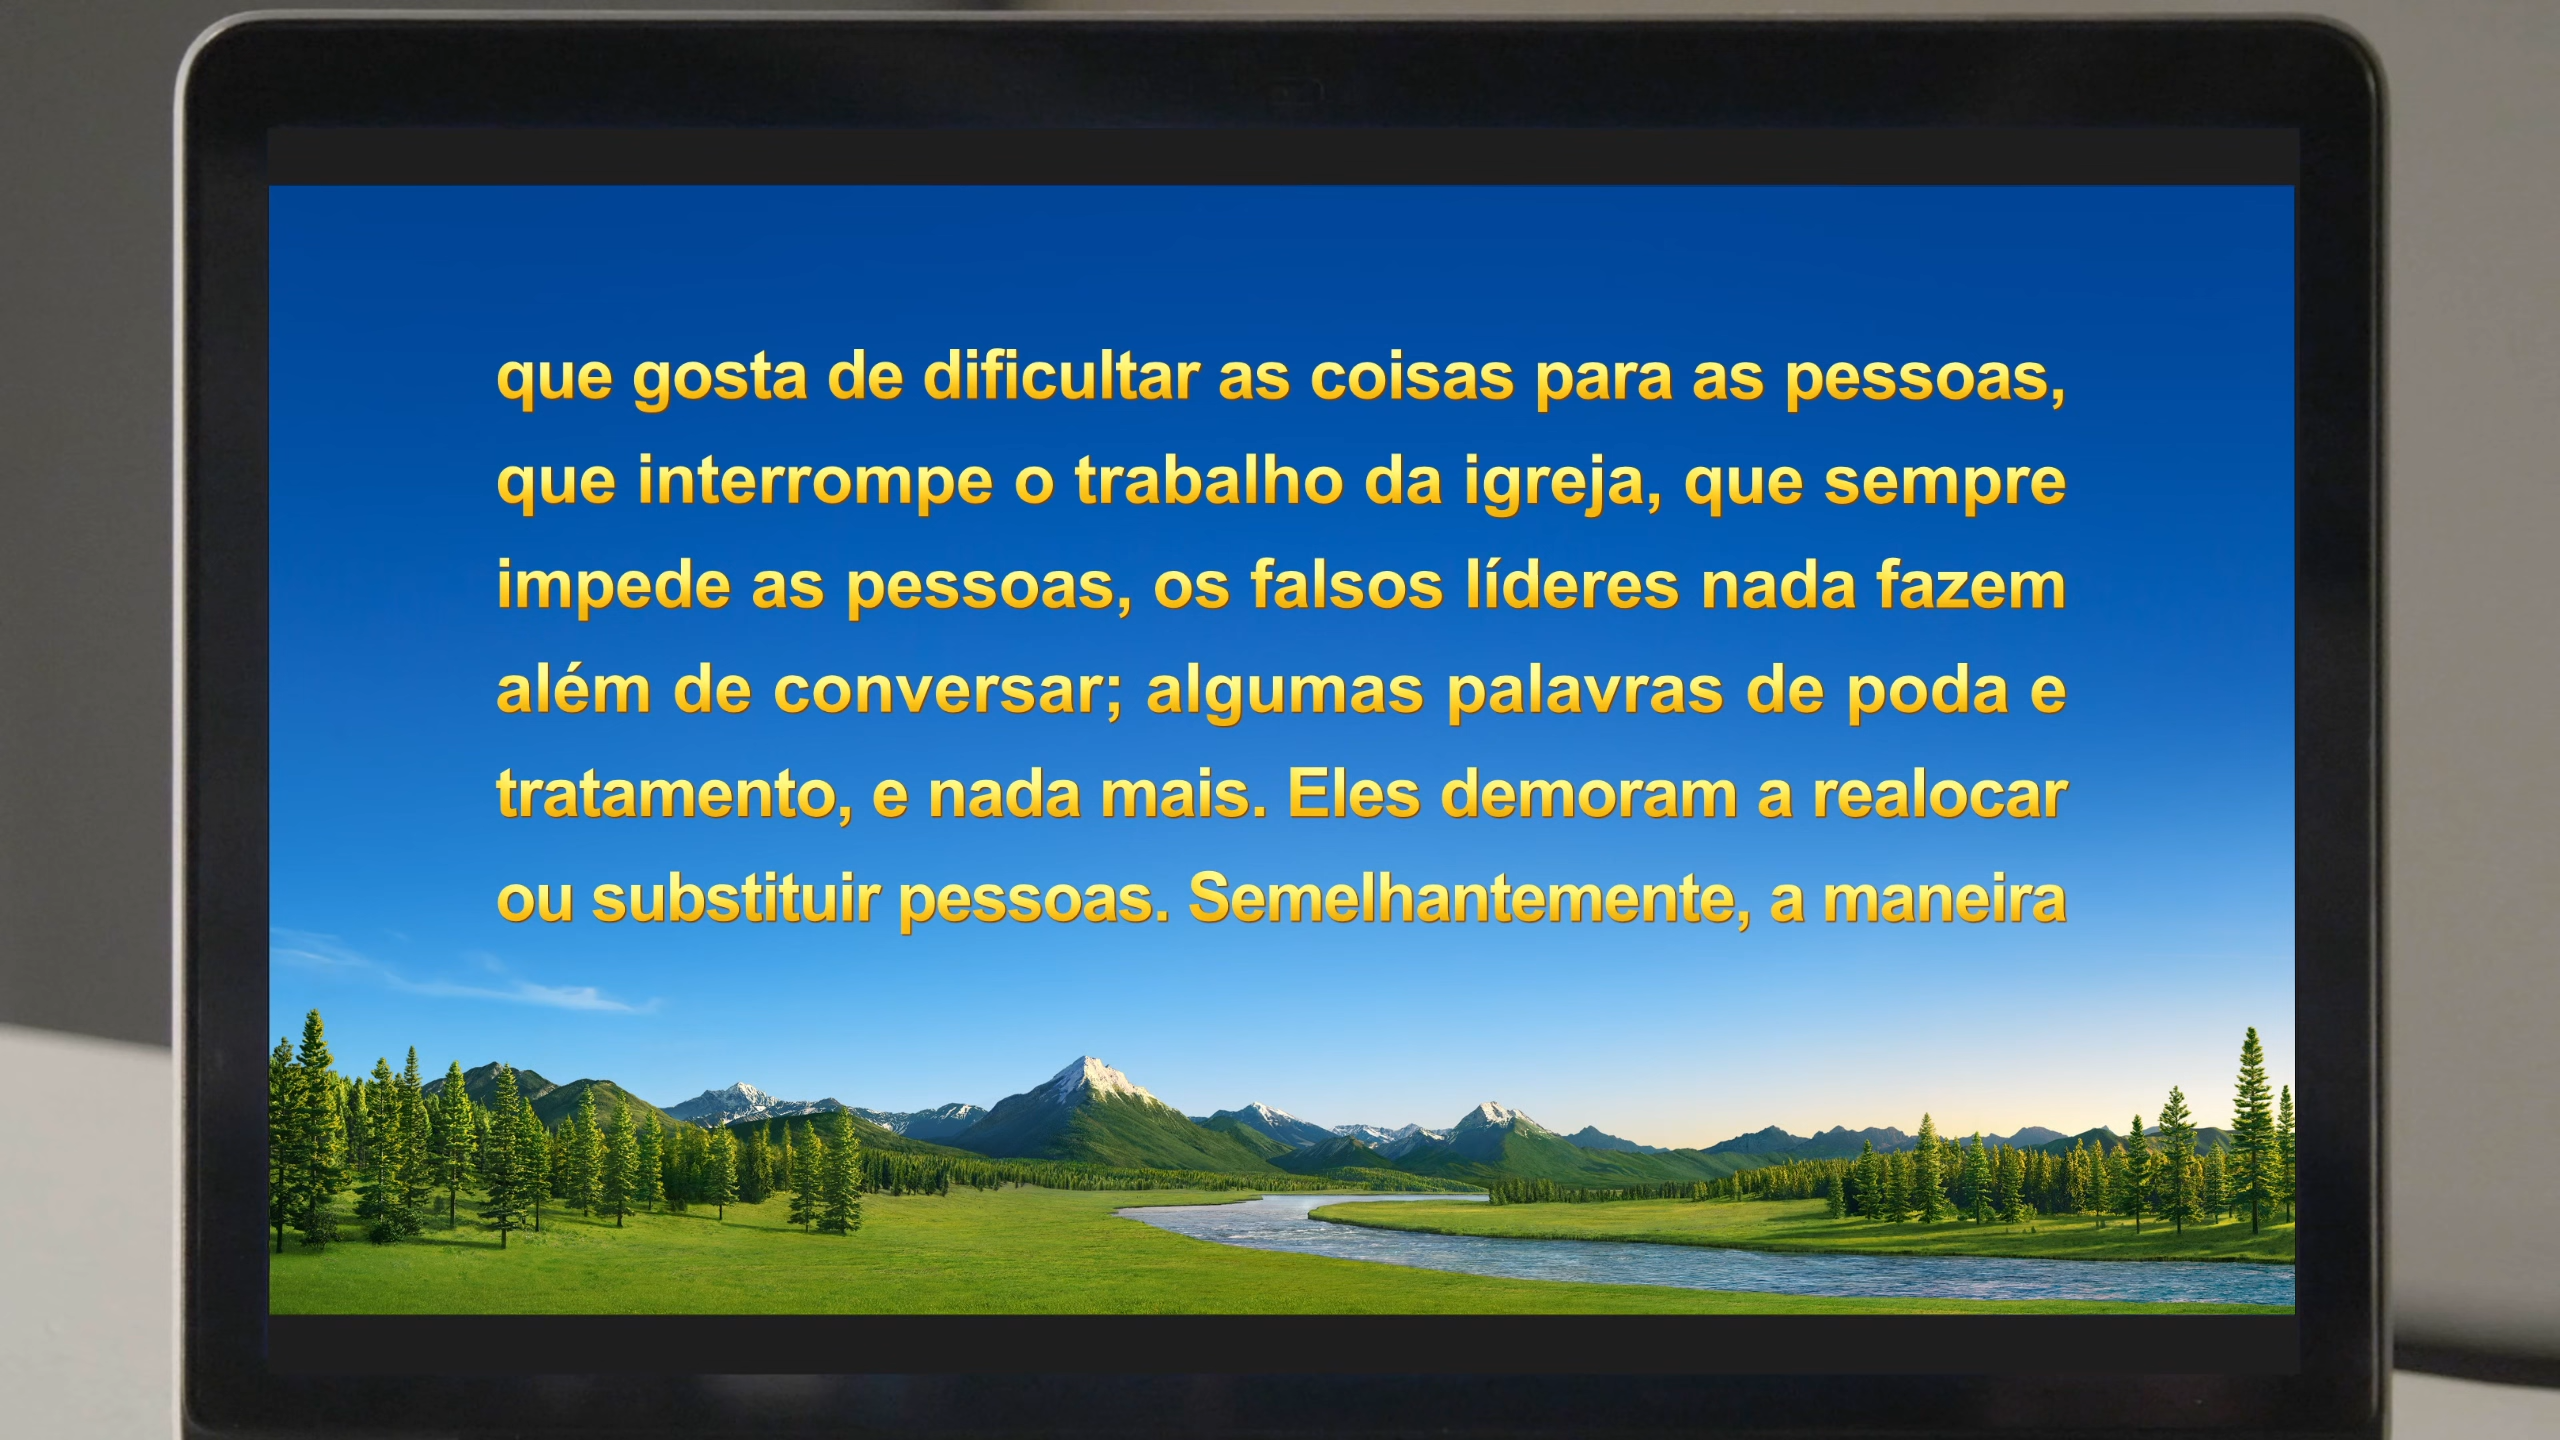 que gosta de dificultar as coisas para as pessoas,
que interrompe o trabalho da igreja, que sempre
impede as pessoas, os falsos líderes nada fazem
além de conversar; algumas palavras de poda e
tratamento, e nada mais. Eles demoram a realocar
ou substituir pessoas. Semelhantemente, a maneira